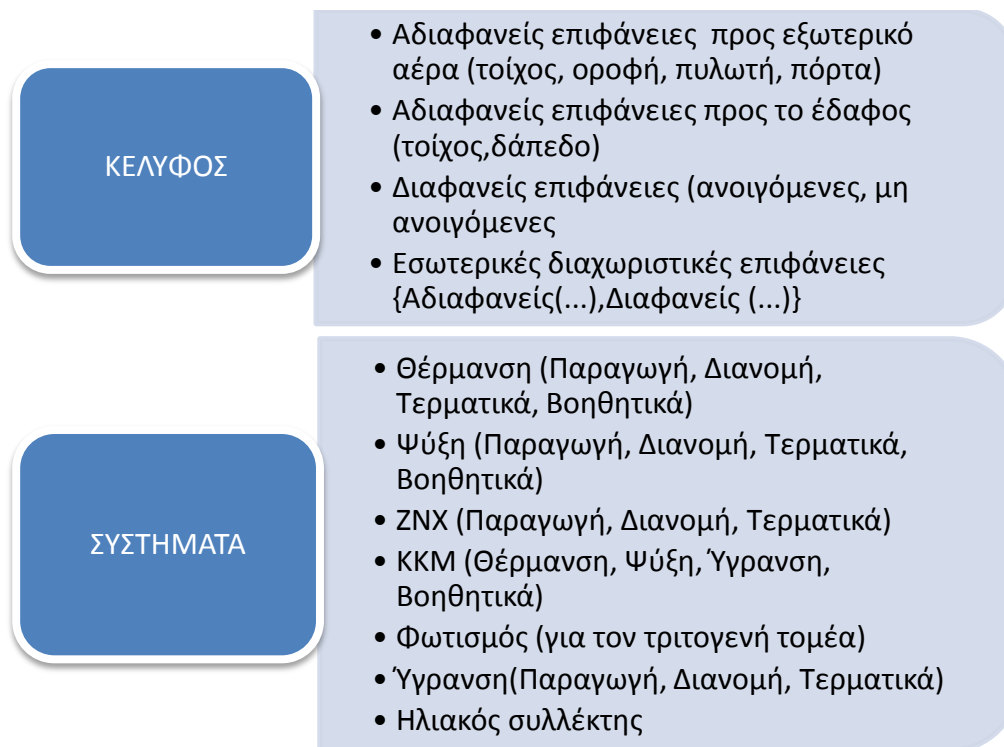 ΚΕΛΥΦΟΣ
• Αδιαφανείς επιφάνειες προς εξωτερικό
αέρα (τοίχος, οροφή, πυλωτή, πόρτα)
• Αδιαφανείς επιφάνειες προς το έδαφος
(τοίχος,δάπεδο)
• Διαφανείς επιφάνειες (ανοιγόμενες, μη
ανοιγόμενες
• Εσωτερικές διαχωριστικές επιφάνειες
{Αδιαφανείς(...),Διαφανείς (...)}
ΣΥΣΤΗΜΑΤΑ
• Θέρμανση (Παραγωγή, Διανομή,
Τερματικά, Βοηθητικά)
• Ψύξη (Παραγωγή, Διανομή, Τερματικά,
Βοηθητικά)
• ΖΝΧ (Παραγωγή, Διανομή, Τερματικά)
• ΚΚΜ (Θέρμανση, Ψύξη, Ύγρανση,
Βοηθητικά)
• Φωτισμός (για τον τριτογενή τομέα)
• Ύγρανση(Παραγωγή, Διανομή, Τερματικά)
• Ηλιακός συλλέκτης